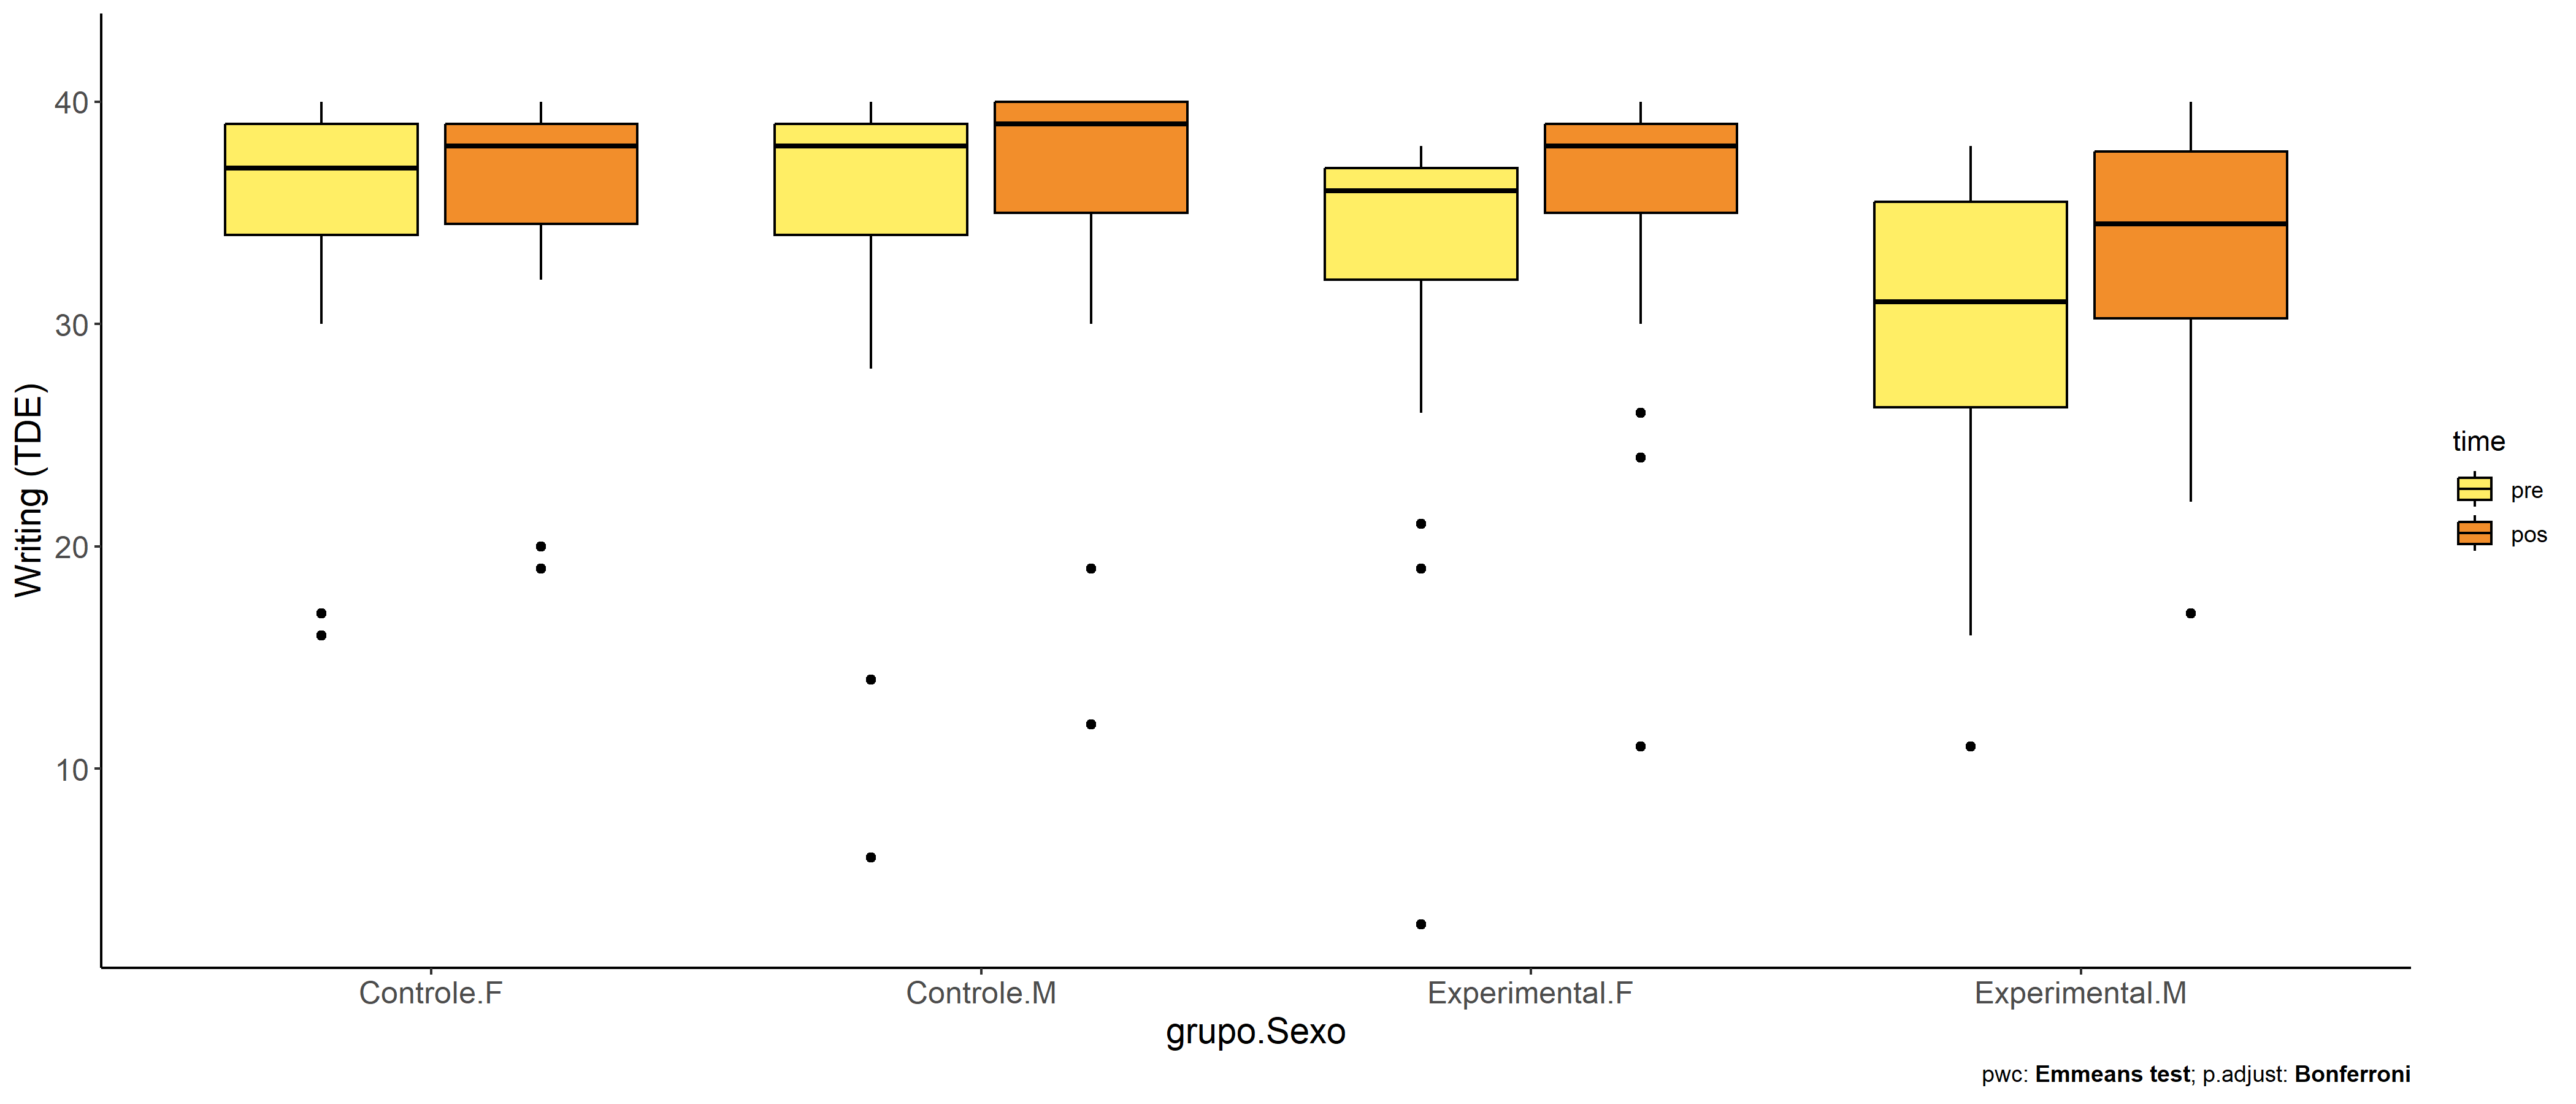 Writing (TDE)
40
30
20
10
Controle.F
Controle.M
Experimental.F
Experimental.M
grupo.Sexo
time
pre
pos
pwc: Emmeans test; p.adjust: Bonferroni